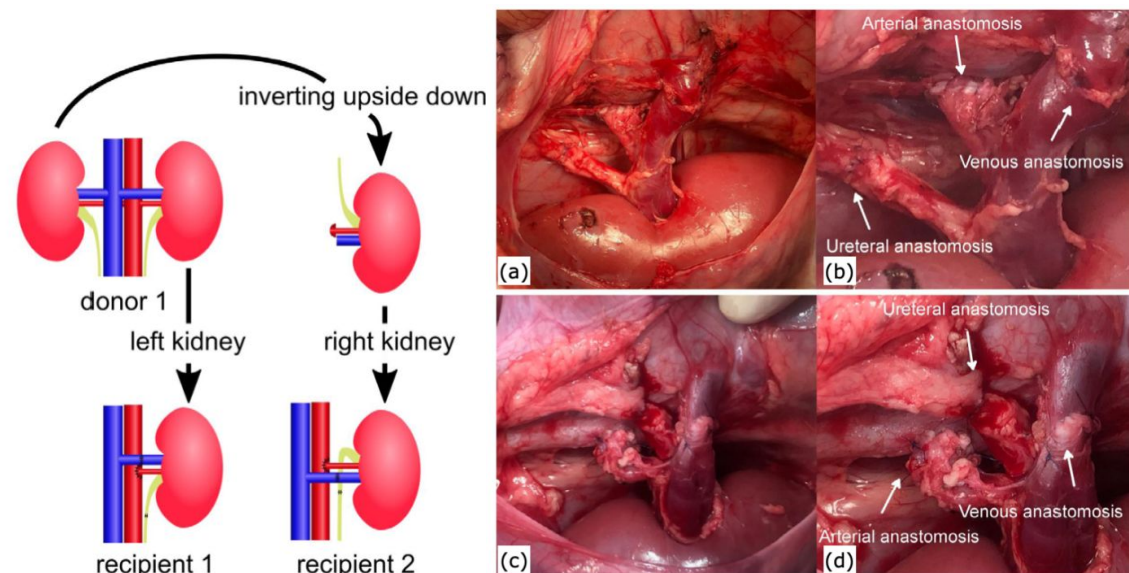 inverting upside down
donor 1
left kidney
right kidney
recipient 1
recipient 2
(a)
Arterial anastomosis
Venous anastomosis
Ureteral anastomosis
(b)
(c)
Ureteral anastomosis
Venous anastomosis
Arterial anastomosis
(d)